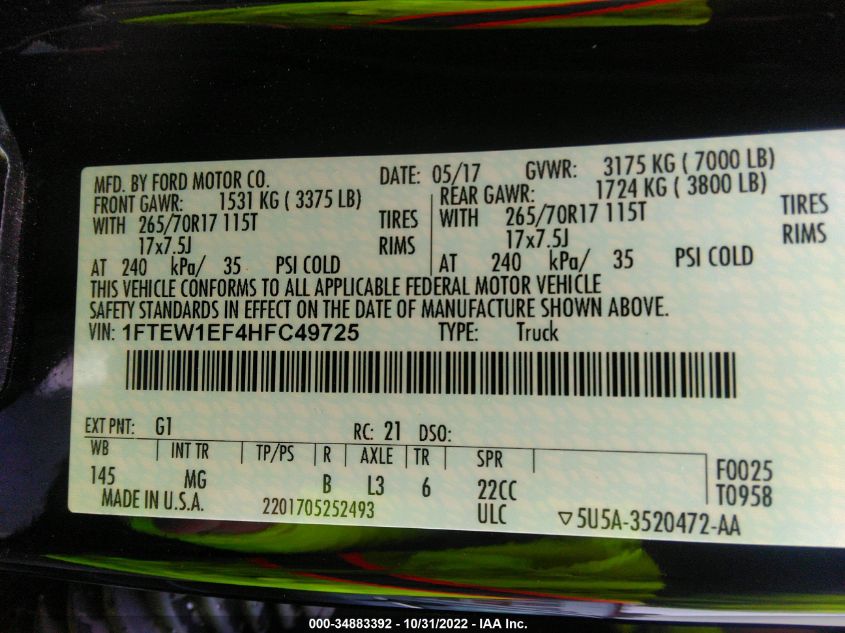 MFD. BY FORD MOTOR CO. DATE: 05/17 GVWR: 3175 KG ( 7000 LB)
FRONT GAWR: 1531 KG ( 3375 LB) REAR GAWR: 1724 KG ( 3800 LB)
WITH 265/70R17 115T TIRES WITH 265/70R17 115T TIRES
17x7.5J RIMS 17x7.5J RIMS
AT 240 kPa/ 35 PSI COLD AT 240 kPa/ 35 PSI COLD
THIS VEHICLE CONFORMS TO ALL APPLICABLE FEDERAL MOTOR VEHICLE
SAFETY STANDARDS IN EFFECT ON THE DATE OF MANUFACTURE SHOWN ABOVE.
VIN: 1FTEW1EF4HFC49725 TYPE: Truck
EXT PNT: G1 RC: 21 DSO:
WB INT TR TP/PS R AXLE TR SPR F0025
145 MG B L3 6 22CC T0958
MADE IN U.S.A. 2201705252493 ULC ▽5U5A-3520472-AA
000-34883392 - 10/31/2022 - IAA Inc.